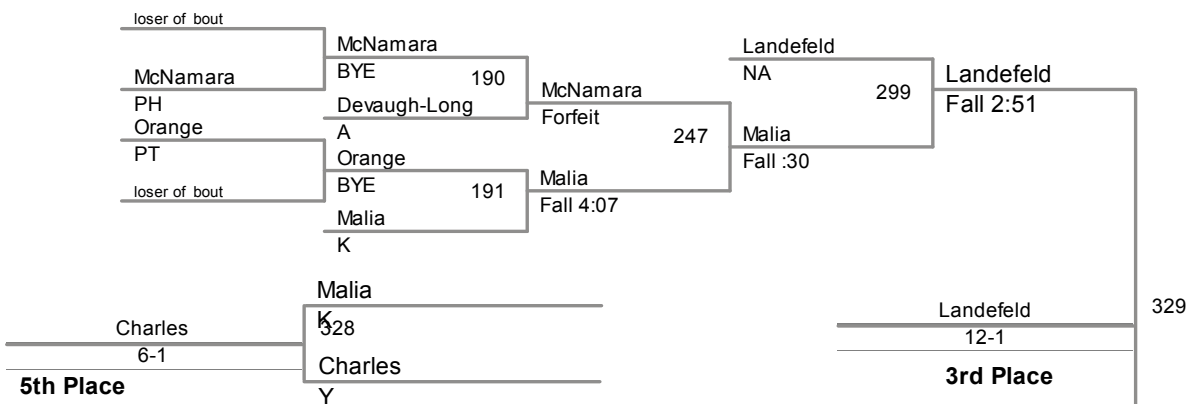 loser of bout
McNamara
PH
McNamara
BYE
190
Devaugh-Long
A
Orange
PT
loser of bout
Orange
BYE
191
Malia
K
McNamara
Forfeit
247
Malia
Fall 4:07
Landefeld
NA
299
Malia
Fall :30
Landefeld
Fall 2:51
329
Malia
K
328
Charles
Y
Charles
6-1
5th Place
Landefeld
12-1
3rd Place